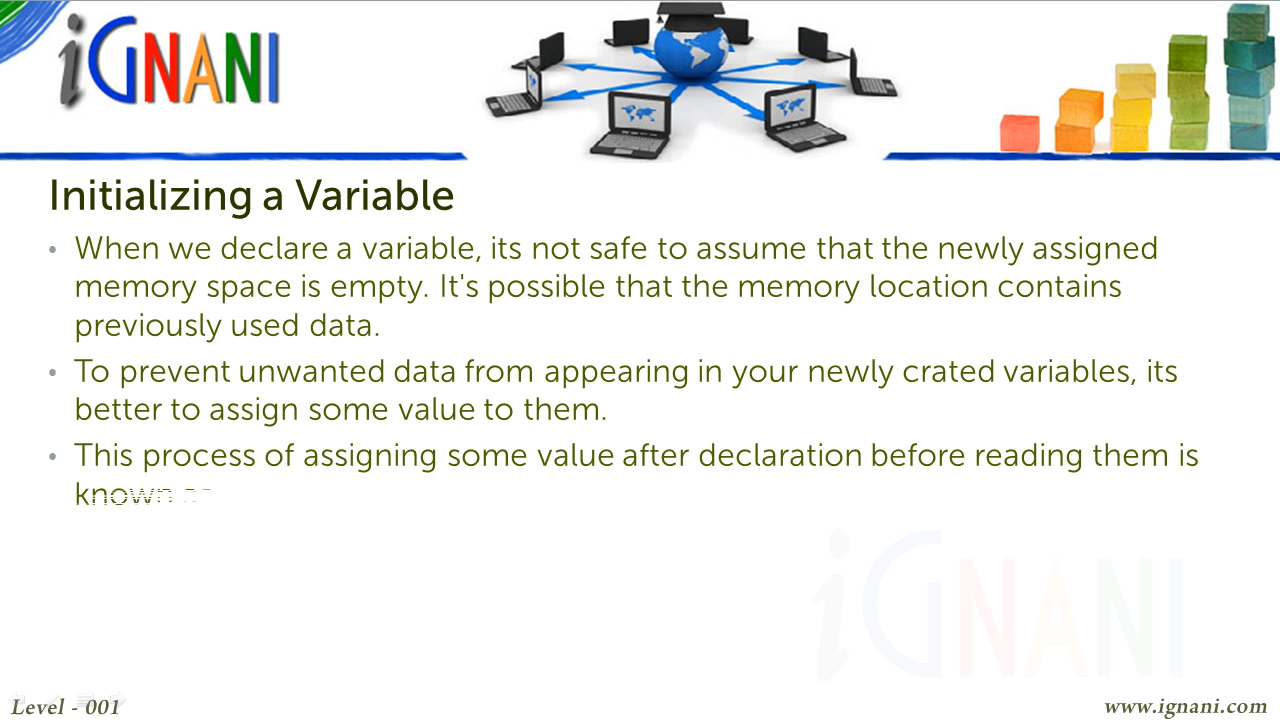 iGNANI
Initializing a Variable
• When we declare a variable, its not safe to assume that the newly assigned
memory space is empty. It's possible that the memory location contains
previously used data.
• To prevent unwanted data from appearing in your newly crated variables, its
better to assign some value to them.
• This process of assigning some value after declaration before reading them is
known
iGNANI
Level - 001
www.ignani.com